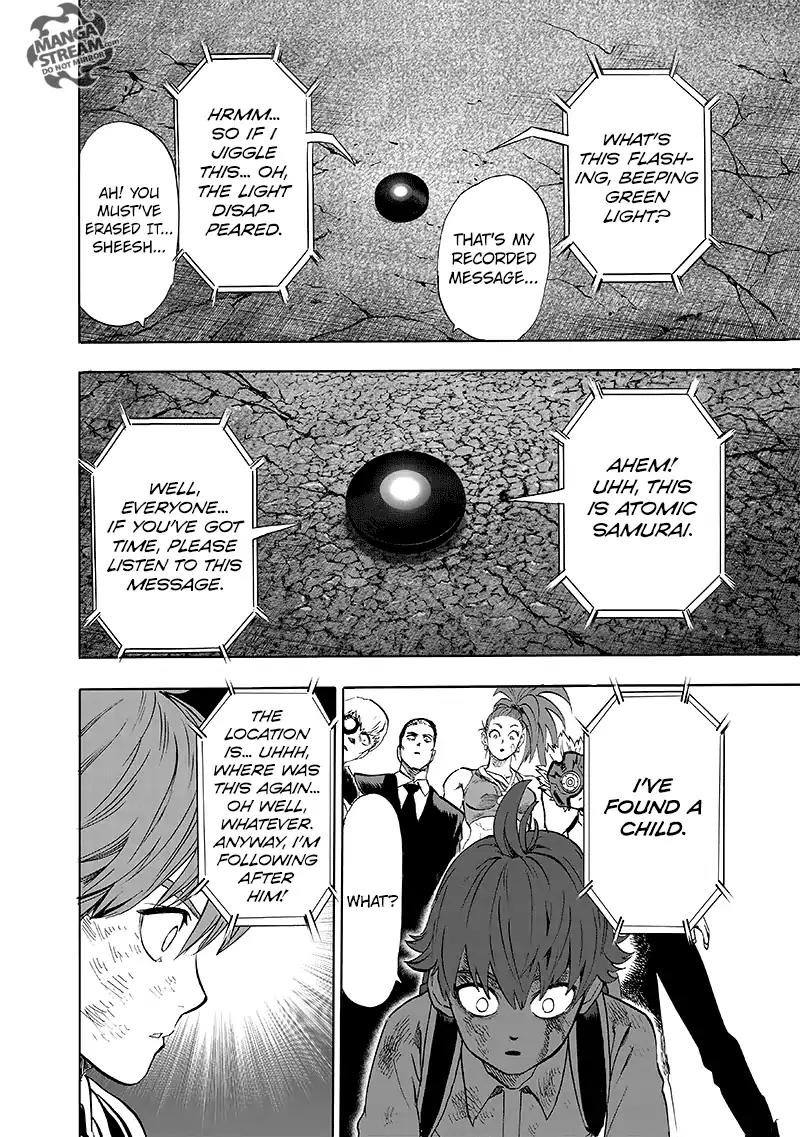 MANGA
STREAM.com
DO NOT MIRROR
WHAT'S
THIS FLASH-
ING, BEEPING
GREEN
LIGHT?
THAT'S MY
RECORDED
MESSAGE...
HRMM...
SO IF I
JIGGLE
THIS... OH,
THE LIGHT
DISAP-
PEARED.
AH! YOU
MUST'VE
ERASED IT...
SHEESH...
AHEM!
UHH, THIS
IS ATOMIC
SAMURAI.
WELL,
EVERYONE...
IF YOU'VE GOT
TIME, PLEASE
LISTEN TO THIS
MESSAGE.
I'VE
FOUND A
CHILD.
WHAT?
THE
LOCATION
IS... UHHH,
WHERE WAS
THIS AGAIN...
OH WELL,
WHATEVER.
ANYWAY, I'M
FOLLOWING
AFTER
HIM!